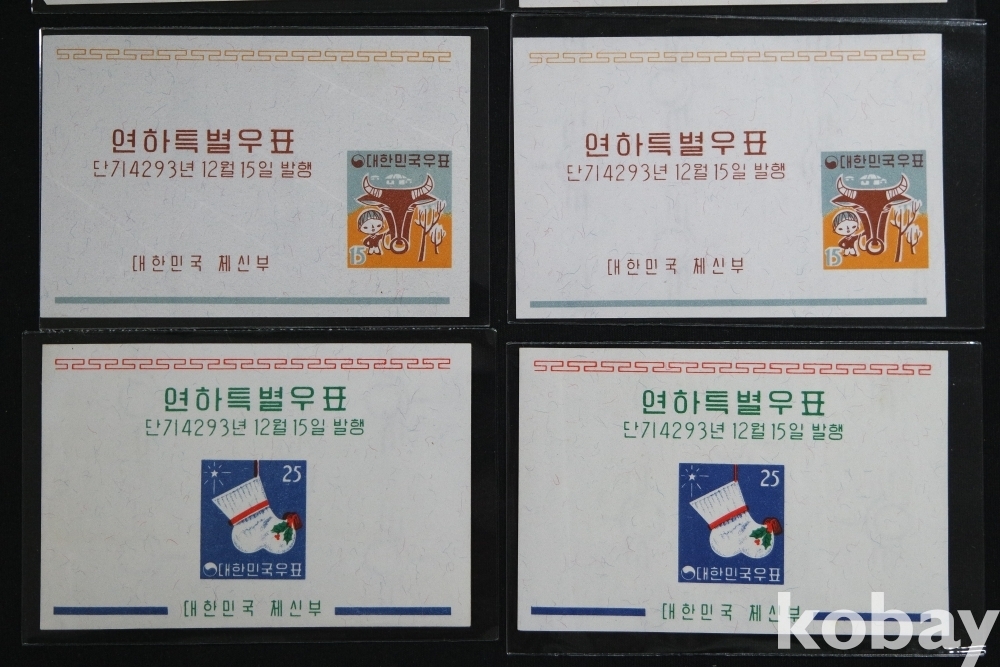 연하특별우표
단기4293년 12월 15일 발행
대한민국우표
15
대한민국 체신부
연하특별우표
단기4293년 12월 15일 발행
대한민국우표
15
대한민국 체신부
연하특별우표
단기4293년 12월 15일 발행
25
대한민국우표
대한민국 체신부
연하특별우표
단기4293년 12월 15일 발행
25
대한민국우표
대한민국 체신부
kobay